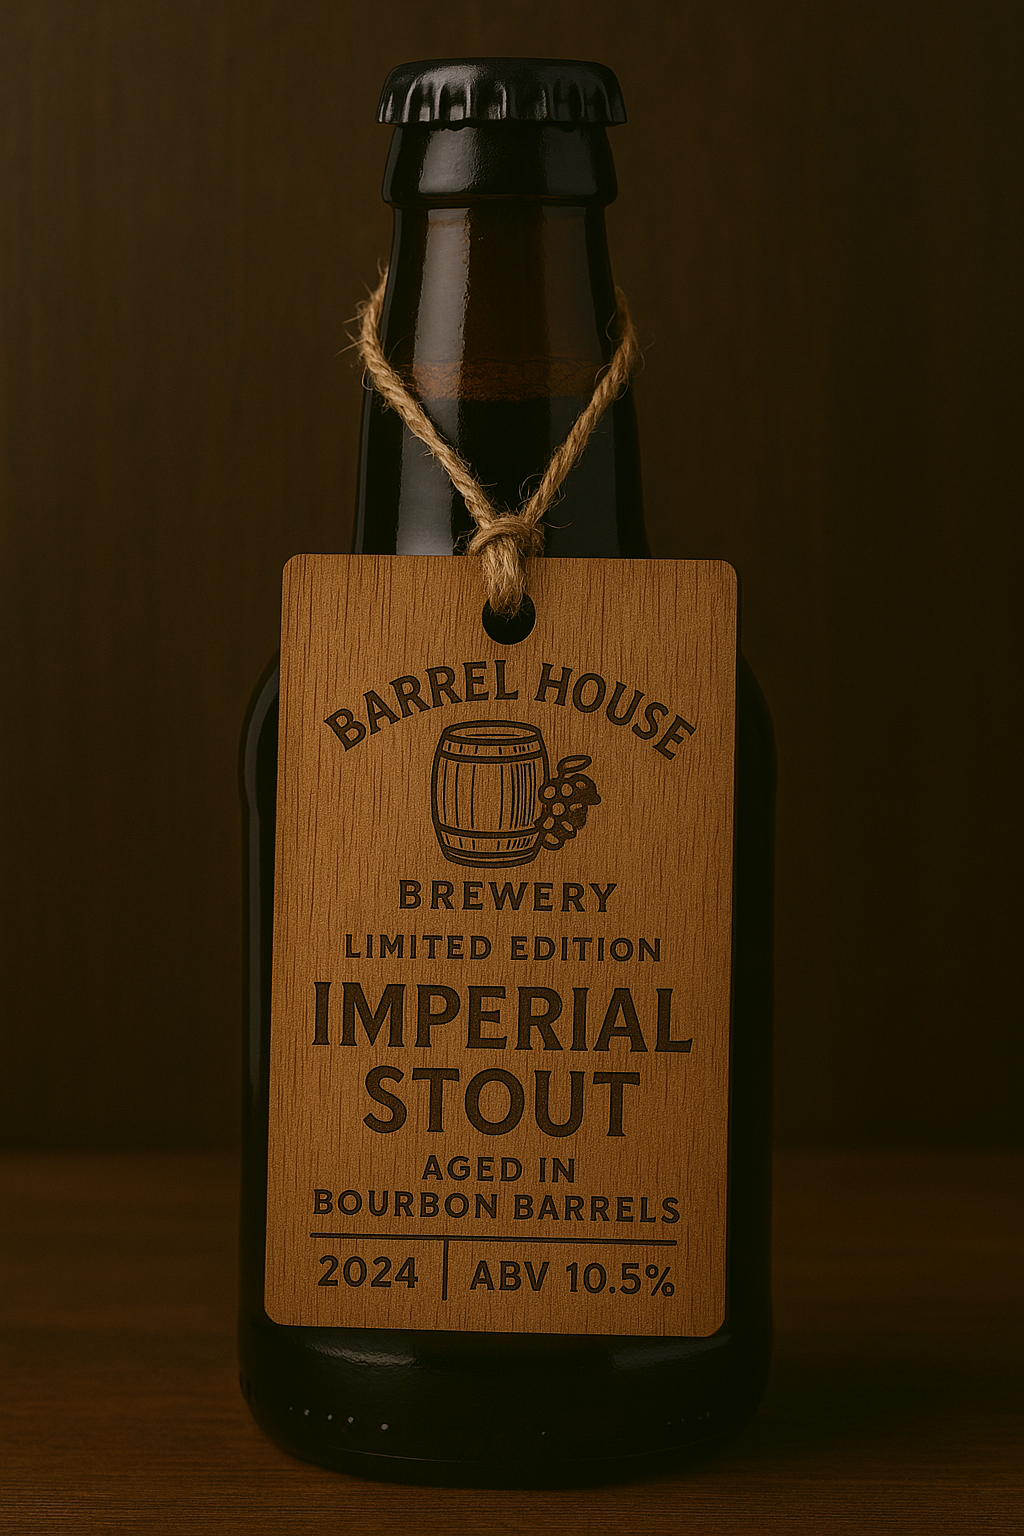 BARREL HOUSE
BREWERY
LIMITED EDITION
IMPERIAL
STOUT
AGED IN
BOURBON BARRELS
2024 ABV 10.5%